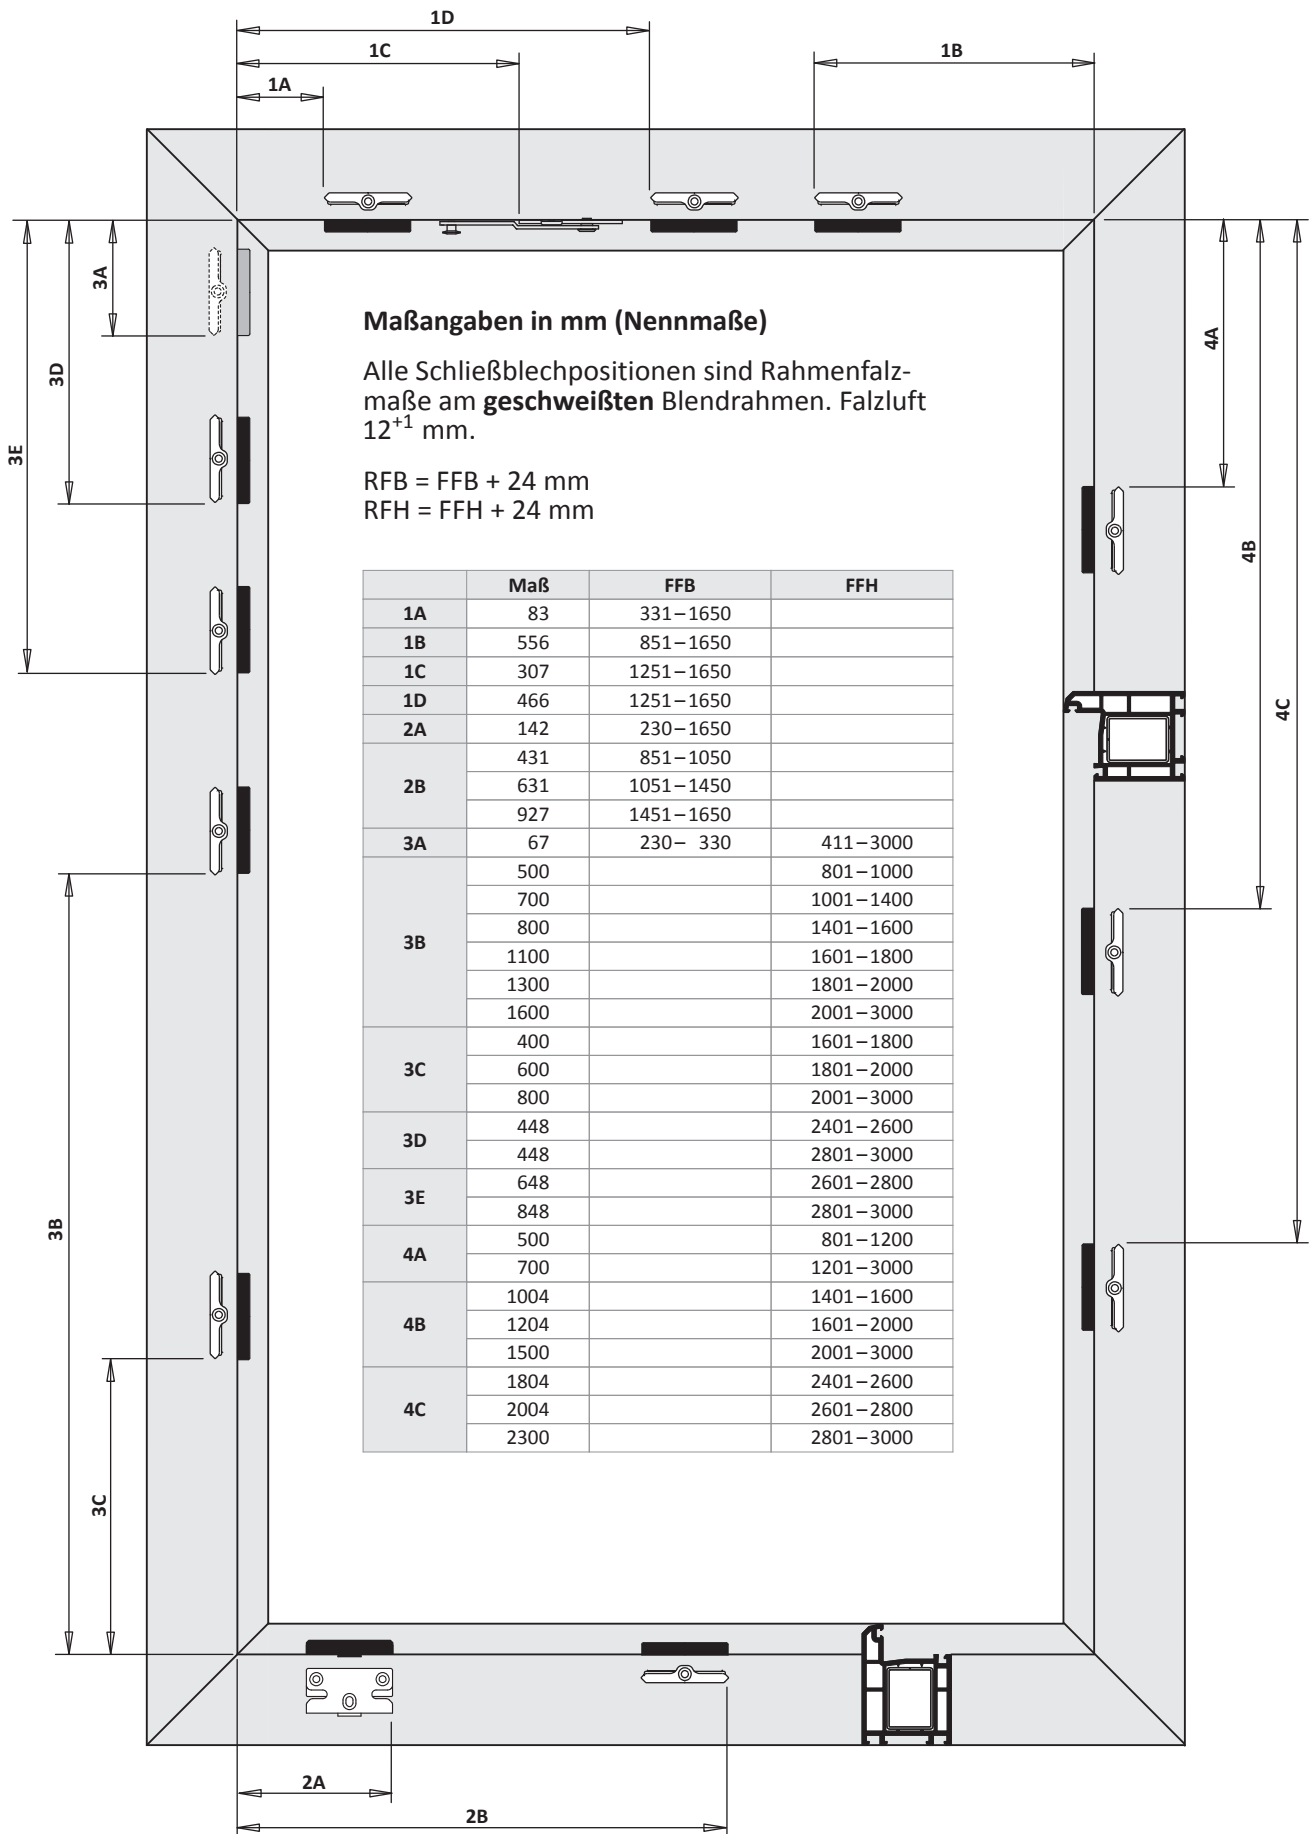 1D
1C
1B
1A
3A
3D
3E
4A
4B
4C
Maßangaben in mm (Nennmaße)
Alle Schließblechpositionen sind Rahmenfalz-
maße am geschweißten Blendrahmen. Falzluft
12+1 mm.
RFB = FFB + 24 mm
RFH = FFH + 24 mm
Maß FFB FFH
1A 83 331–1650
1B 556 851–1650
1C 307 1251–1650
1D 466 1251–1650
2A 142 230–1650
2B 431 851–1050
631 1051–1450
927 1451–1650
3A 67 230– 330 411–3000
3B 500 801–1000
700 1001–1400
800 1401–1600
1100 1601–1800
1300 1801–2000
1600 2001–3000
3C 400 1601–1800
600 1801–2000
800 2001–3000
3D 448 2401–2600
448 2801–3000
3E 648 2601–2800
848 2801–3000
4A 500 801–1200
700 1201–3000
4B 1004 1401–1600
1204 1601–2000
1500 2001–3000
4C 1804 2401–2600
2004 2601–2800
2300 2801–3000
3B
3C
2A
2B